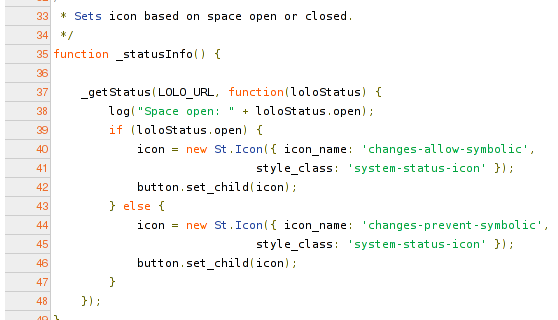 33  * Sets icon based on space open or closed.
34  */
35 function _statusInfo() {
36
37     _getStatus(LOLO_URL, function(loloStatus) {
38         log("Space open: " + loloStatus.open);
39         if (loloStatus.open) {
40             icon = new St.Icon({ icon_name: 'changes-allow-symbolic',
41                              style_class: 'system-status-icon' });
42             button.set_child(icon);
43         } else {
44             icon = new St.Icon({ icon_name: 'changes-prevent-symbolic',
45                              style_class: 'system-status-icon' });
46             button.set_child(icon);
47         }
48     });